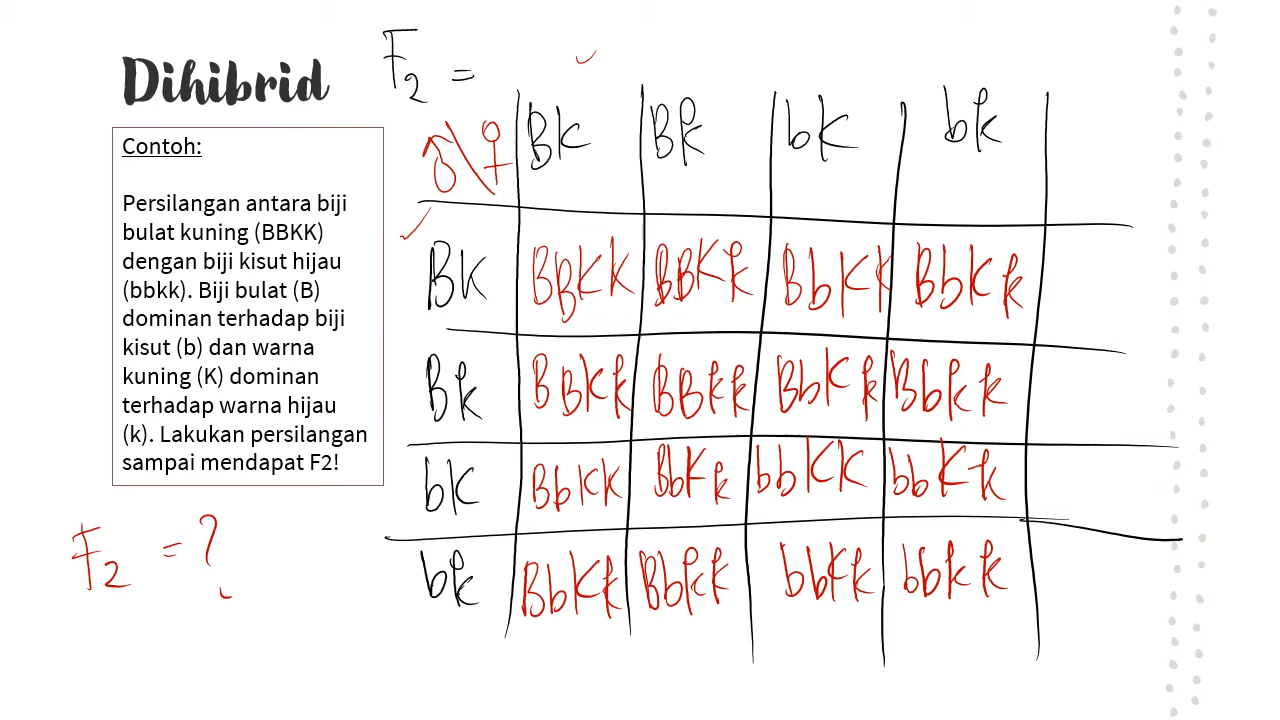 Dihibrid
Contoh:
Persilangan antara biji
bulat kuning (BBKK)
dengan biji kisut hijau
(bbkk). Biji bulat (B)
dominan terhadap biji
kisut (b) dan warna
kuning (K) dominan
terhadap warna hijau
(k). Lakukan persilangan
sampai mendapat F2!
F2 = ?
F2 =
♂\♀ BK Bk bK bk
BK BBKK BBKk BbKK BbKk
Bk BBKk BBkk BbKk Bbkk
bK BbKK BbKk bbKK bbKk
bk BbKk Bbkk bbKk bbkk